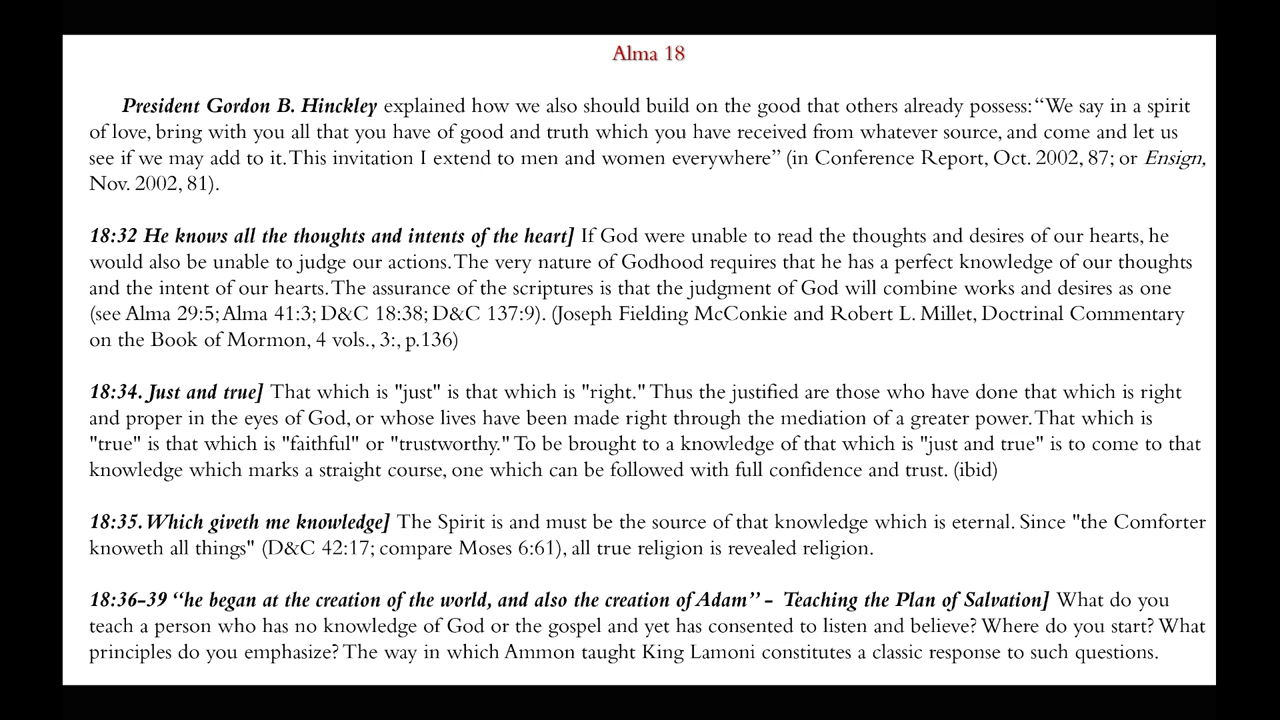 Alma 18
President Gordon B. Hinckley explained how we also should build on the good that others already possess: “We say in a spirit
of love, bring with you all that you have of good and truth which you have received from whatever source, and come and let us
see if we may add to it. This invitation I extend to men and women everywhere” (in Conference Report, Oct. 2002, 87; or Ensign,
Nov. 2002, 81).
18:32 He knows all the thoughts and intents of the heart] If God were unable to read the thoughts and desires of our hearts, he
would also be unable to judge our actions. The very nature of Godhood requires that he has a perfect knowledge of our thoughts
and the intent of our hearts. The assurance of the scriptures is that the judgment of God will combine works and desires as one
(see Alma 29:5; Alma 41:3; D&C 18:38; D&C 137:9). (Joseph Fielding McConkie and Robert L. Millet, Doctrinal Commentary
on the Book of Mormon, 4 vols., 3:, p.136)
18:34. Just and true] That which is "just" is that which is "right." Thus the justified are those who have done that which is right
and proper in the eyes of God, or whose lives have been made right through the mediation of a greater power. That which is
"true" is that which is "faithful" or "trustworthy." To be brought to a knowledge of that which is "just and true" is to come to that
knowledge which marks a straight course, one which can be followed with full confidence and trust. (ibid)
18:35. Which giveth me knowledge] The Spirit is and must be the source of that knowledge which is eternal. Since "the Comforter
knoweth all things" (D&C 42:17; compare Moses 6:61), all true religion is revealed religion.
18:36-39 “he began at the creation of the world, and also the creation of Adam” - Teaching the Plan of Salvation] What do you
teach a person who has no knowledge of God or the gospel and yet has consented to listen and believe? Where do you start? What
principles do you emphasize? The way in which Ammon taught King Lamoni constitutes a classic response to such questions.